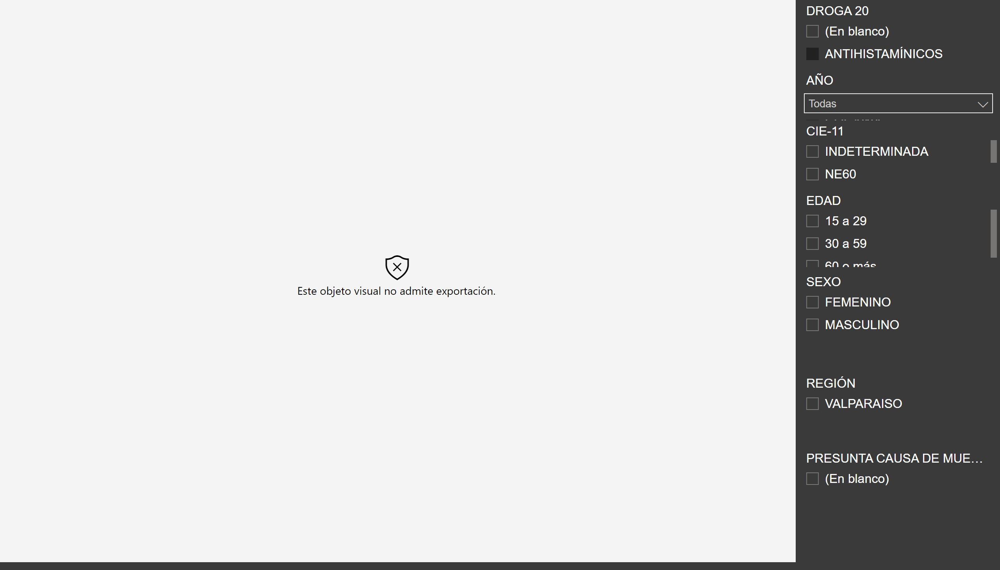 Este objeto visual no admite exportación.
DROGA 20
(En blanco)
ANTIHISTAMÍNICOS
AÑO
Todas
CIE-11
INDETERMINADA
NE60
EDAD
15 a 29
30 a 59
60 o más
SEXO
FEMENINO
MASCULINO
REGIÓN
VALPARAISO
PRESUNTA CAUSA DE MUE...
(En blanco)